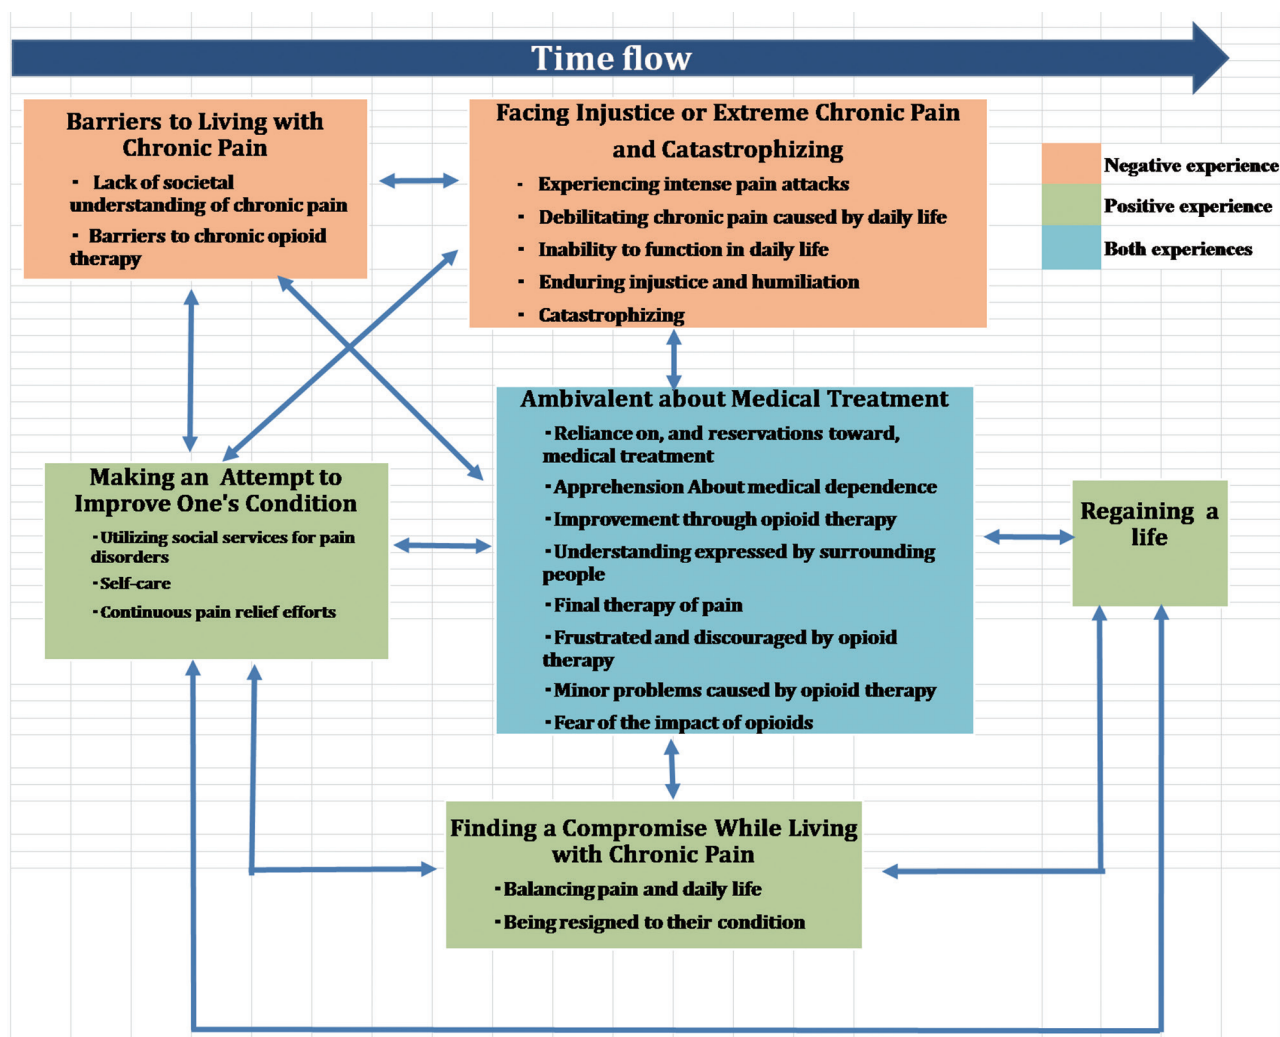 Time flow
Barriers to Living with
Chronic Pain
- Lack of societal
understanding of chronic pain
- Barriers to chronic opioid
therapy
Facing Injustice or Extreme Chronic Pain
and Catastrophizing
- Experiencing intense pain attacks
- Debilitating chronic pain caused by daily life
- Inability to function in daily life
- Enduring injustice and humiliation
- Catastrophizing
Negative experience
Positive experience
Both experiences
Making an Attempt to
Improve One's Condition
- Utilizing social services for pain
disorders
- Self-care
- Continuous pain relief efforts
Ambivalent about Medical Treatment
- Reliance on, and reservations toward,
medical treatment
- Apprehension About medical dependence
- Improvement through opioid therapy
- Understanding expressed by surrounding
people
- Final therapy of pain
- Frustrated and discouraged by opioid
therapy
- Minor problems caused by opioid therapy
- Fear of the impact of opioids
Regaining a
life
Finding a Compromise While Living
with Chronic Pain
- Balancing pain and daily life
- Being resigned to their condition